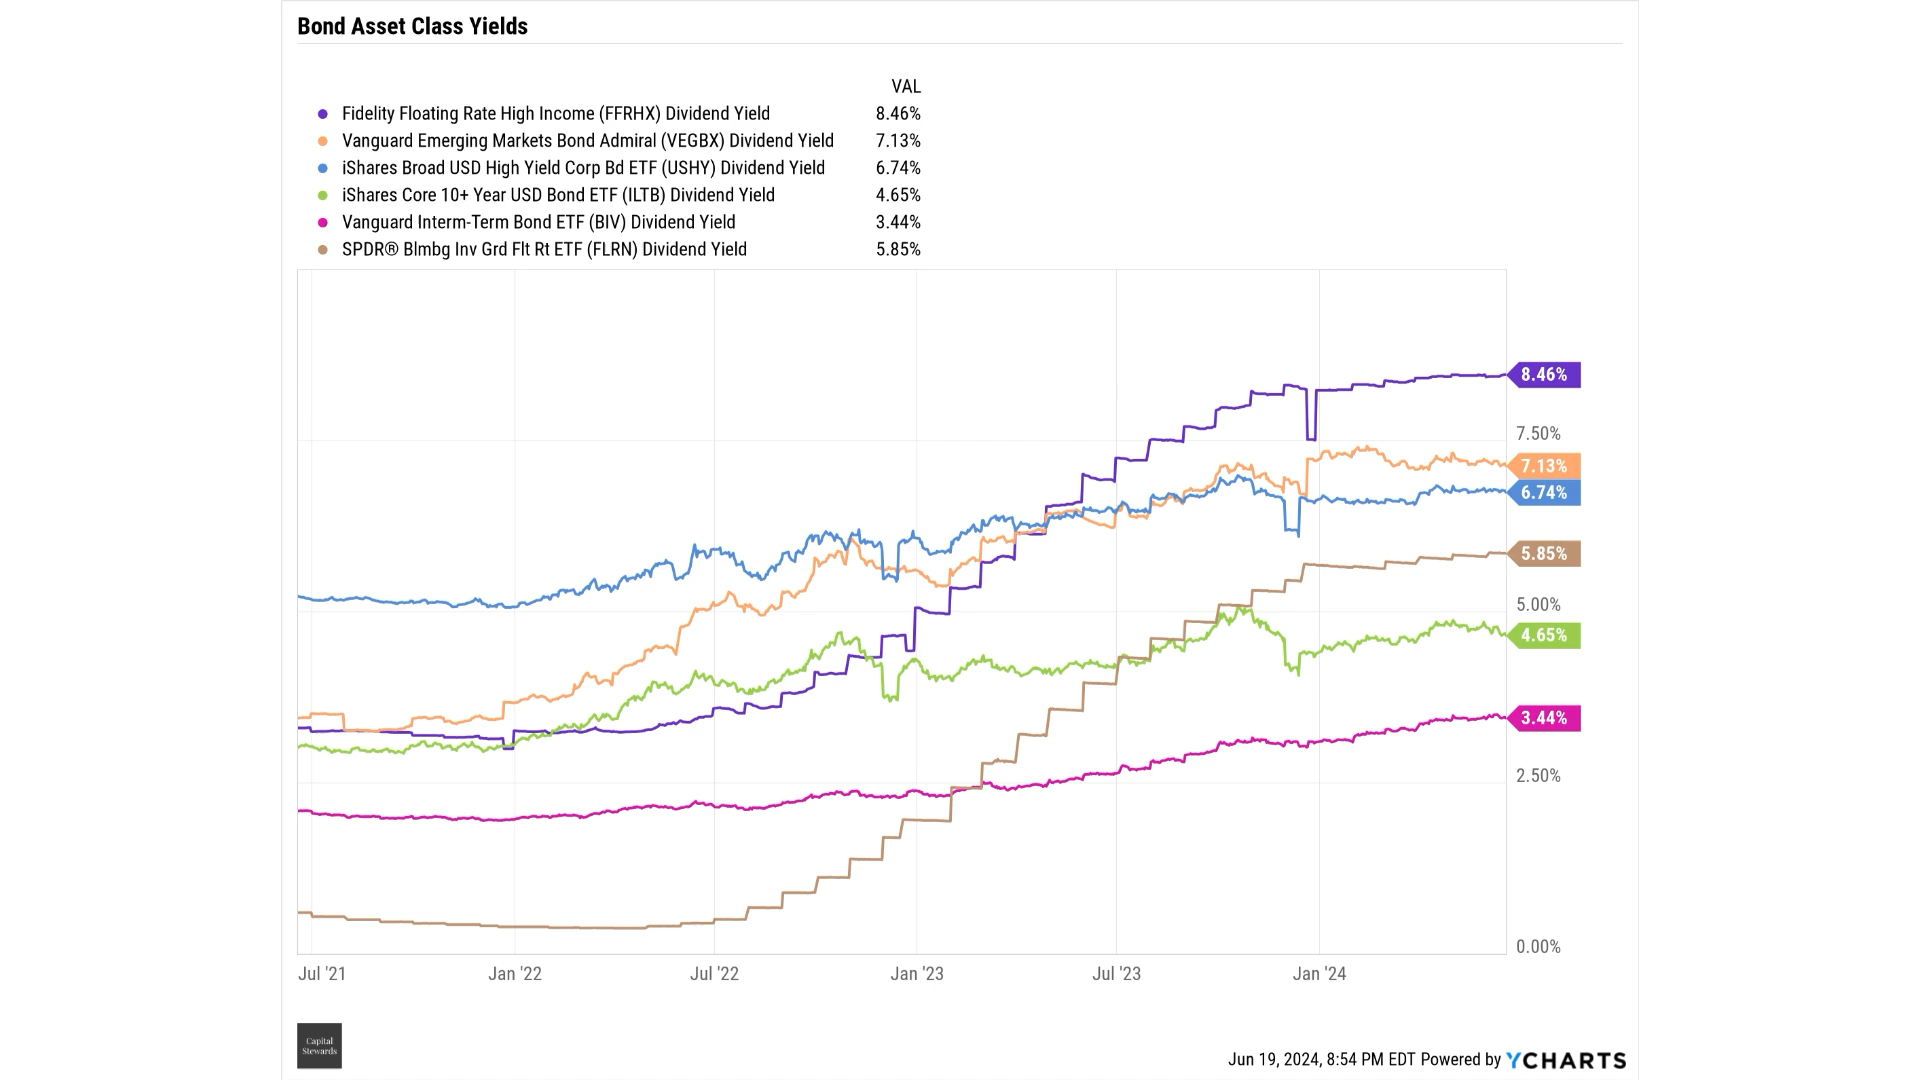 Bond Asset Class Yields
VAL
Fidelity Floating Rate High Income (FFRHX) Dividend Yield 8.46%
Vanguard Emerging Markets Bond Admiral (VEGBX) Dividend Yield 7.13%
iShares Broad USD High Yield Corp Bd ETF (USHY) Dividend Yield 6.74%
iShares Core 10+ Year USD Bond ETF (ILTB) Dividend Yield 4.65%
Vanguard Interm-Term Bond ETF (BIV) Dividend Yield 3.44%
SPDR® Blmbg Inv Grd Flt Rt ETF (FLRN) Dividend Yield 5.85%
8.46%
7.50%
7.13%
6.74%
5.85%
5.00%
4.65%
3.44%
2.50%
0.00%
Jul '21 Jan '22 Jul '22 Jan '23 Jul '23 Jan '24
Capital
Stewards
Jun 19, 2024, 8:54 PM EDT Powered by YCHARTS